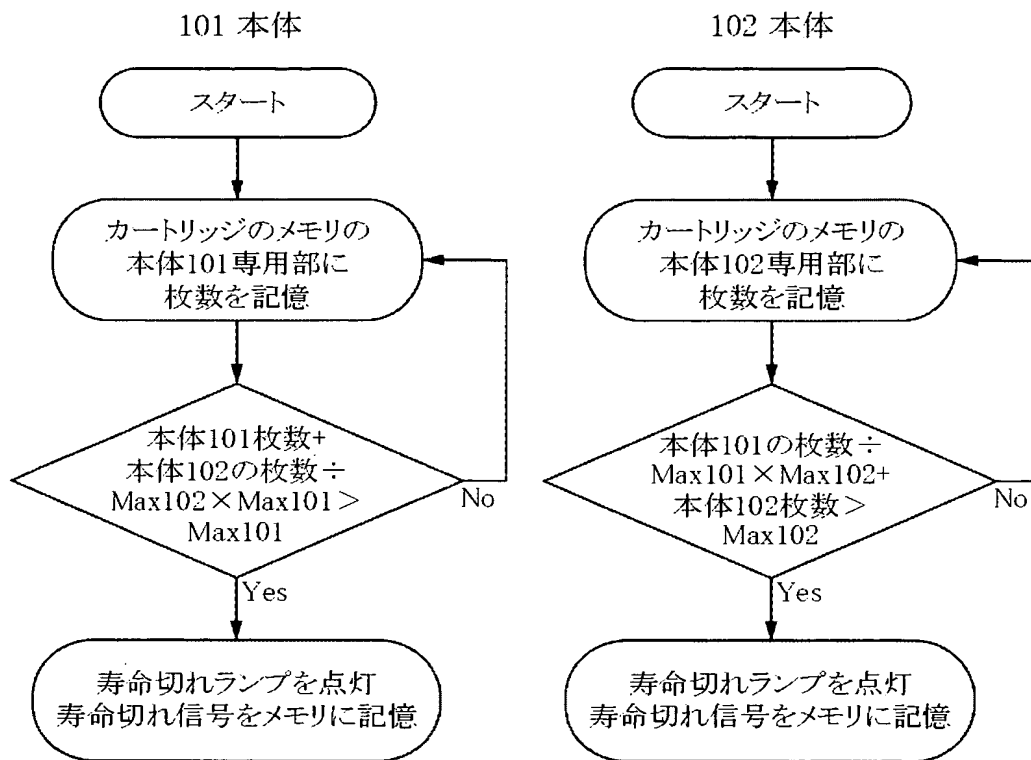 101 本体
スタート
カートリッジのメモリの
本体101専用部に
枚数を記憶
本体101枚数+
本体102の枚数÷
Max102×Max101>
Max101
No
Yes
寿命切れランプを点灯
寿命切れ信号をメモリに記憶
102 本体
スタート
カートリッジのメモリの
本体102専用部に
枚数を記憶
本体101の枚数÷
Max101×Max102+
本体102枚数>
Max102
No
Yes
寿命切れランプを点灯
寿命切れ信号をメモリに記憶